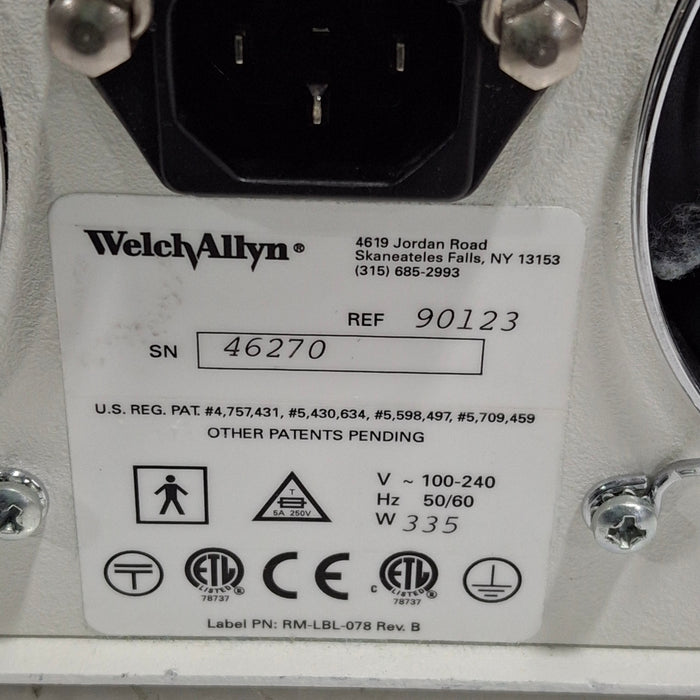 WelchAllyn®
4619 Jordan Road
Skaneateles Falls, NY 13153
(315) 685-2993
REF 90123
SN 46270
U.S. REG. PAT. #4,757,431, #5,430,634, #5,598,497, #5,709,459
OTHER PATENTS PENDING
T
5A 250V
V ~ 100-240
Hz 50/60
W 335
ETL
LISTED
78737
CE
c ETL
LISTED
78737
Label PN: RM-LBL-078 Rev. B